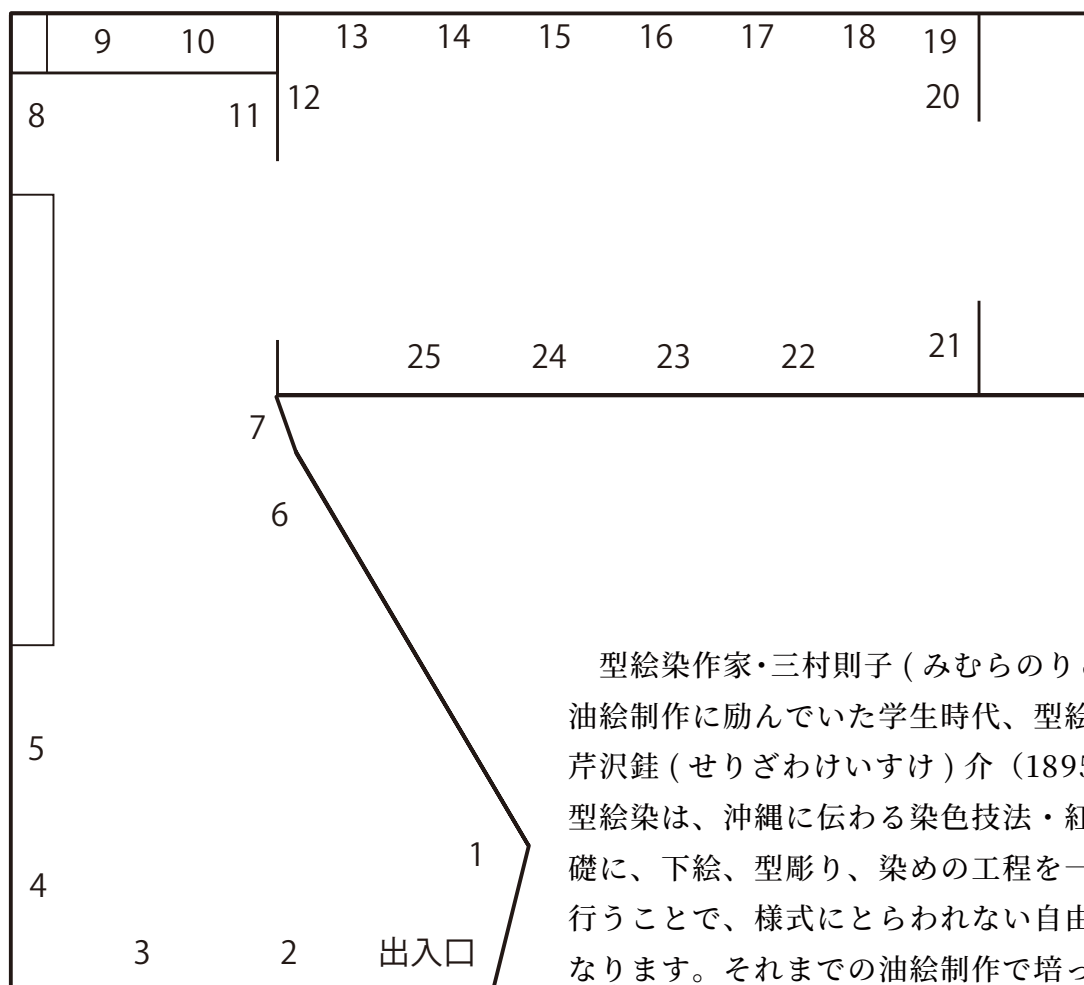 9 10 13 14 15 16 17 18 19
8 11 12 20
25 24 23 22 21
7
6
5
1
4
3 2 出入口
型絵染作家・三村則子 ( みむらのり
油絵制作に励んでいた学生時代、型絵
芹沢銈 ( せりざわけいすけ ) 介（1895
型絵染は、沖縄に伝わる染色技法・紅
礎に、下絵、型彫り、染めの工程を一
行うことで、様式にとらわれない自由
なります。それまでの油絵制作で培っ